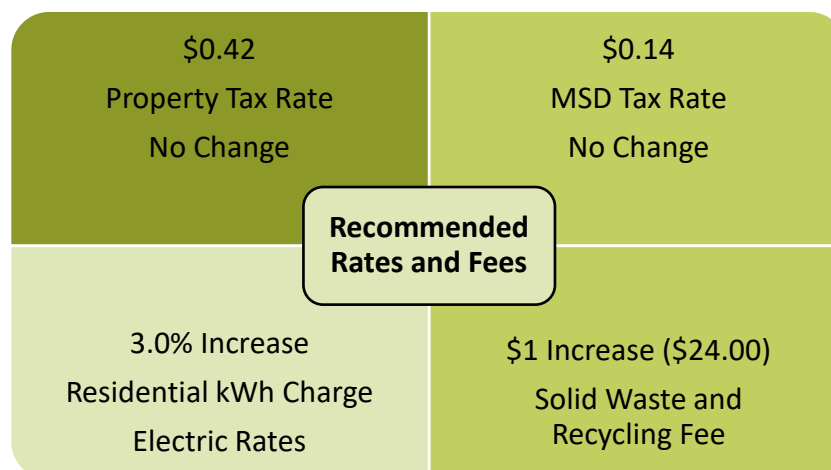 $0.42
Property Tax Rate
No Change
$0.14
MSD Tax Rate
No Change
Recommended
Rates and Fees
3.0% Increase
Residential kWh Charge
Electric Rates
$1 Increase ($24.00)
Solid Waste and
Recycling Fee